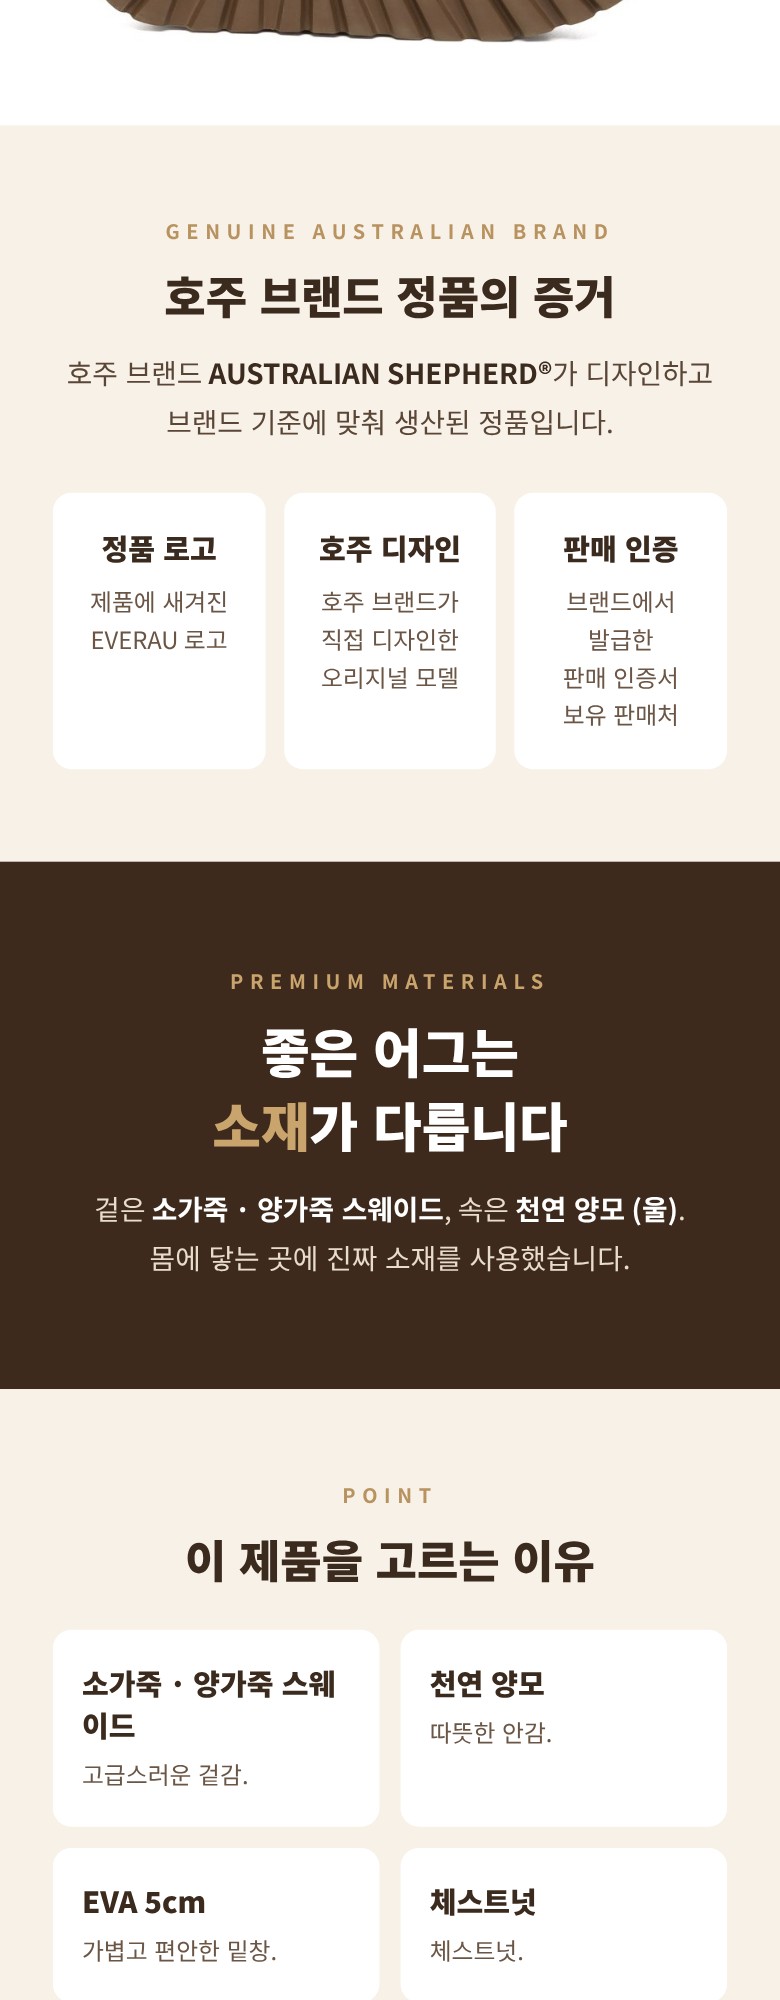 GENUINE AUSTRALIAN BRAND
호주 브랜드 정품의 증거
호주 브랜드 AUSTRALIAN SHEPHERD®가 디자인하고
브랜드 기준에 맞춰 생산된 정품입니다.
정품 로고
제품에 새겨진
EVERAU 로고
호주 디자인
호주 브랜드가
직접 디자인한
오리지널 모델
판매 인증
브랜드에서
발급한
판매 인증서
보유 판매처
PREMIUM MATERIALS
좋은 어그는
소재가 다릅니다
겉은 소가죽 · 양가죽 스웨이드, 속은 천연 양모 (울).
몸에 닿는 곳에 진짜 소재를 사용했습니다.
POINT
이 제품을 고르는 이유
소가죽 · 양가죽 스웨
이드
고급스러운 겉감.
천연 양모
따뜻한 안감.
EVA 5cm
가볍고 편안한 밑창.
체스트넛
체스트넛.